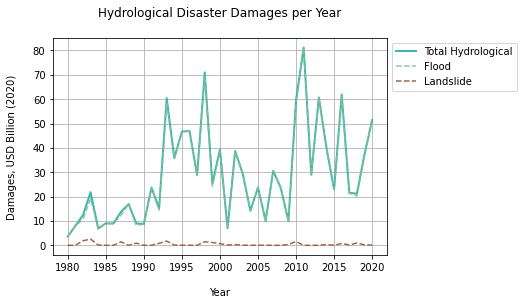 Hydrological Disaster Damages per Year
Total Hydrological
Flood
Landslide
Damages, USD Billion (2020)
80
70
60
50
40
30
20
10
0
1980 1985 1990 1995 2000 2005 2010 2015 2020
Year